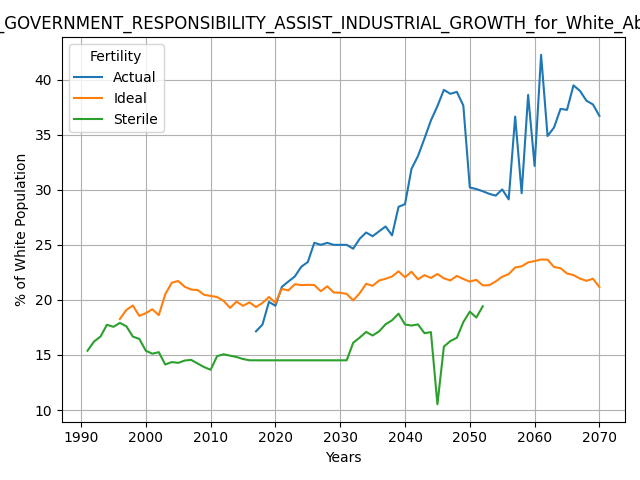 _GOVERNMENT_RESPONSIBILITY_ASSIST_INDUSTRIAL_GROWTH_for_White_Ab
Fertility
Actual
Ideal
Sterile
% of White Population
40
35
30
25
20
15
10
1990 2000 2010 2020 2030 2040 2050 2060 2070
Years